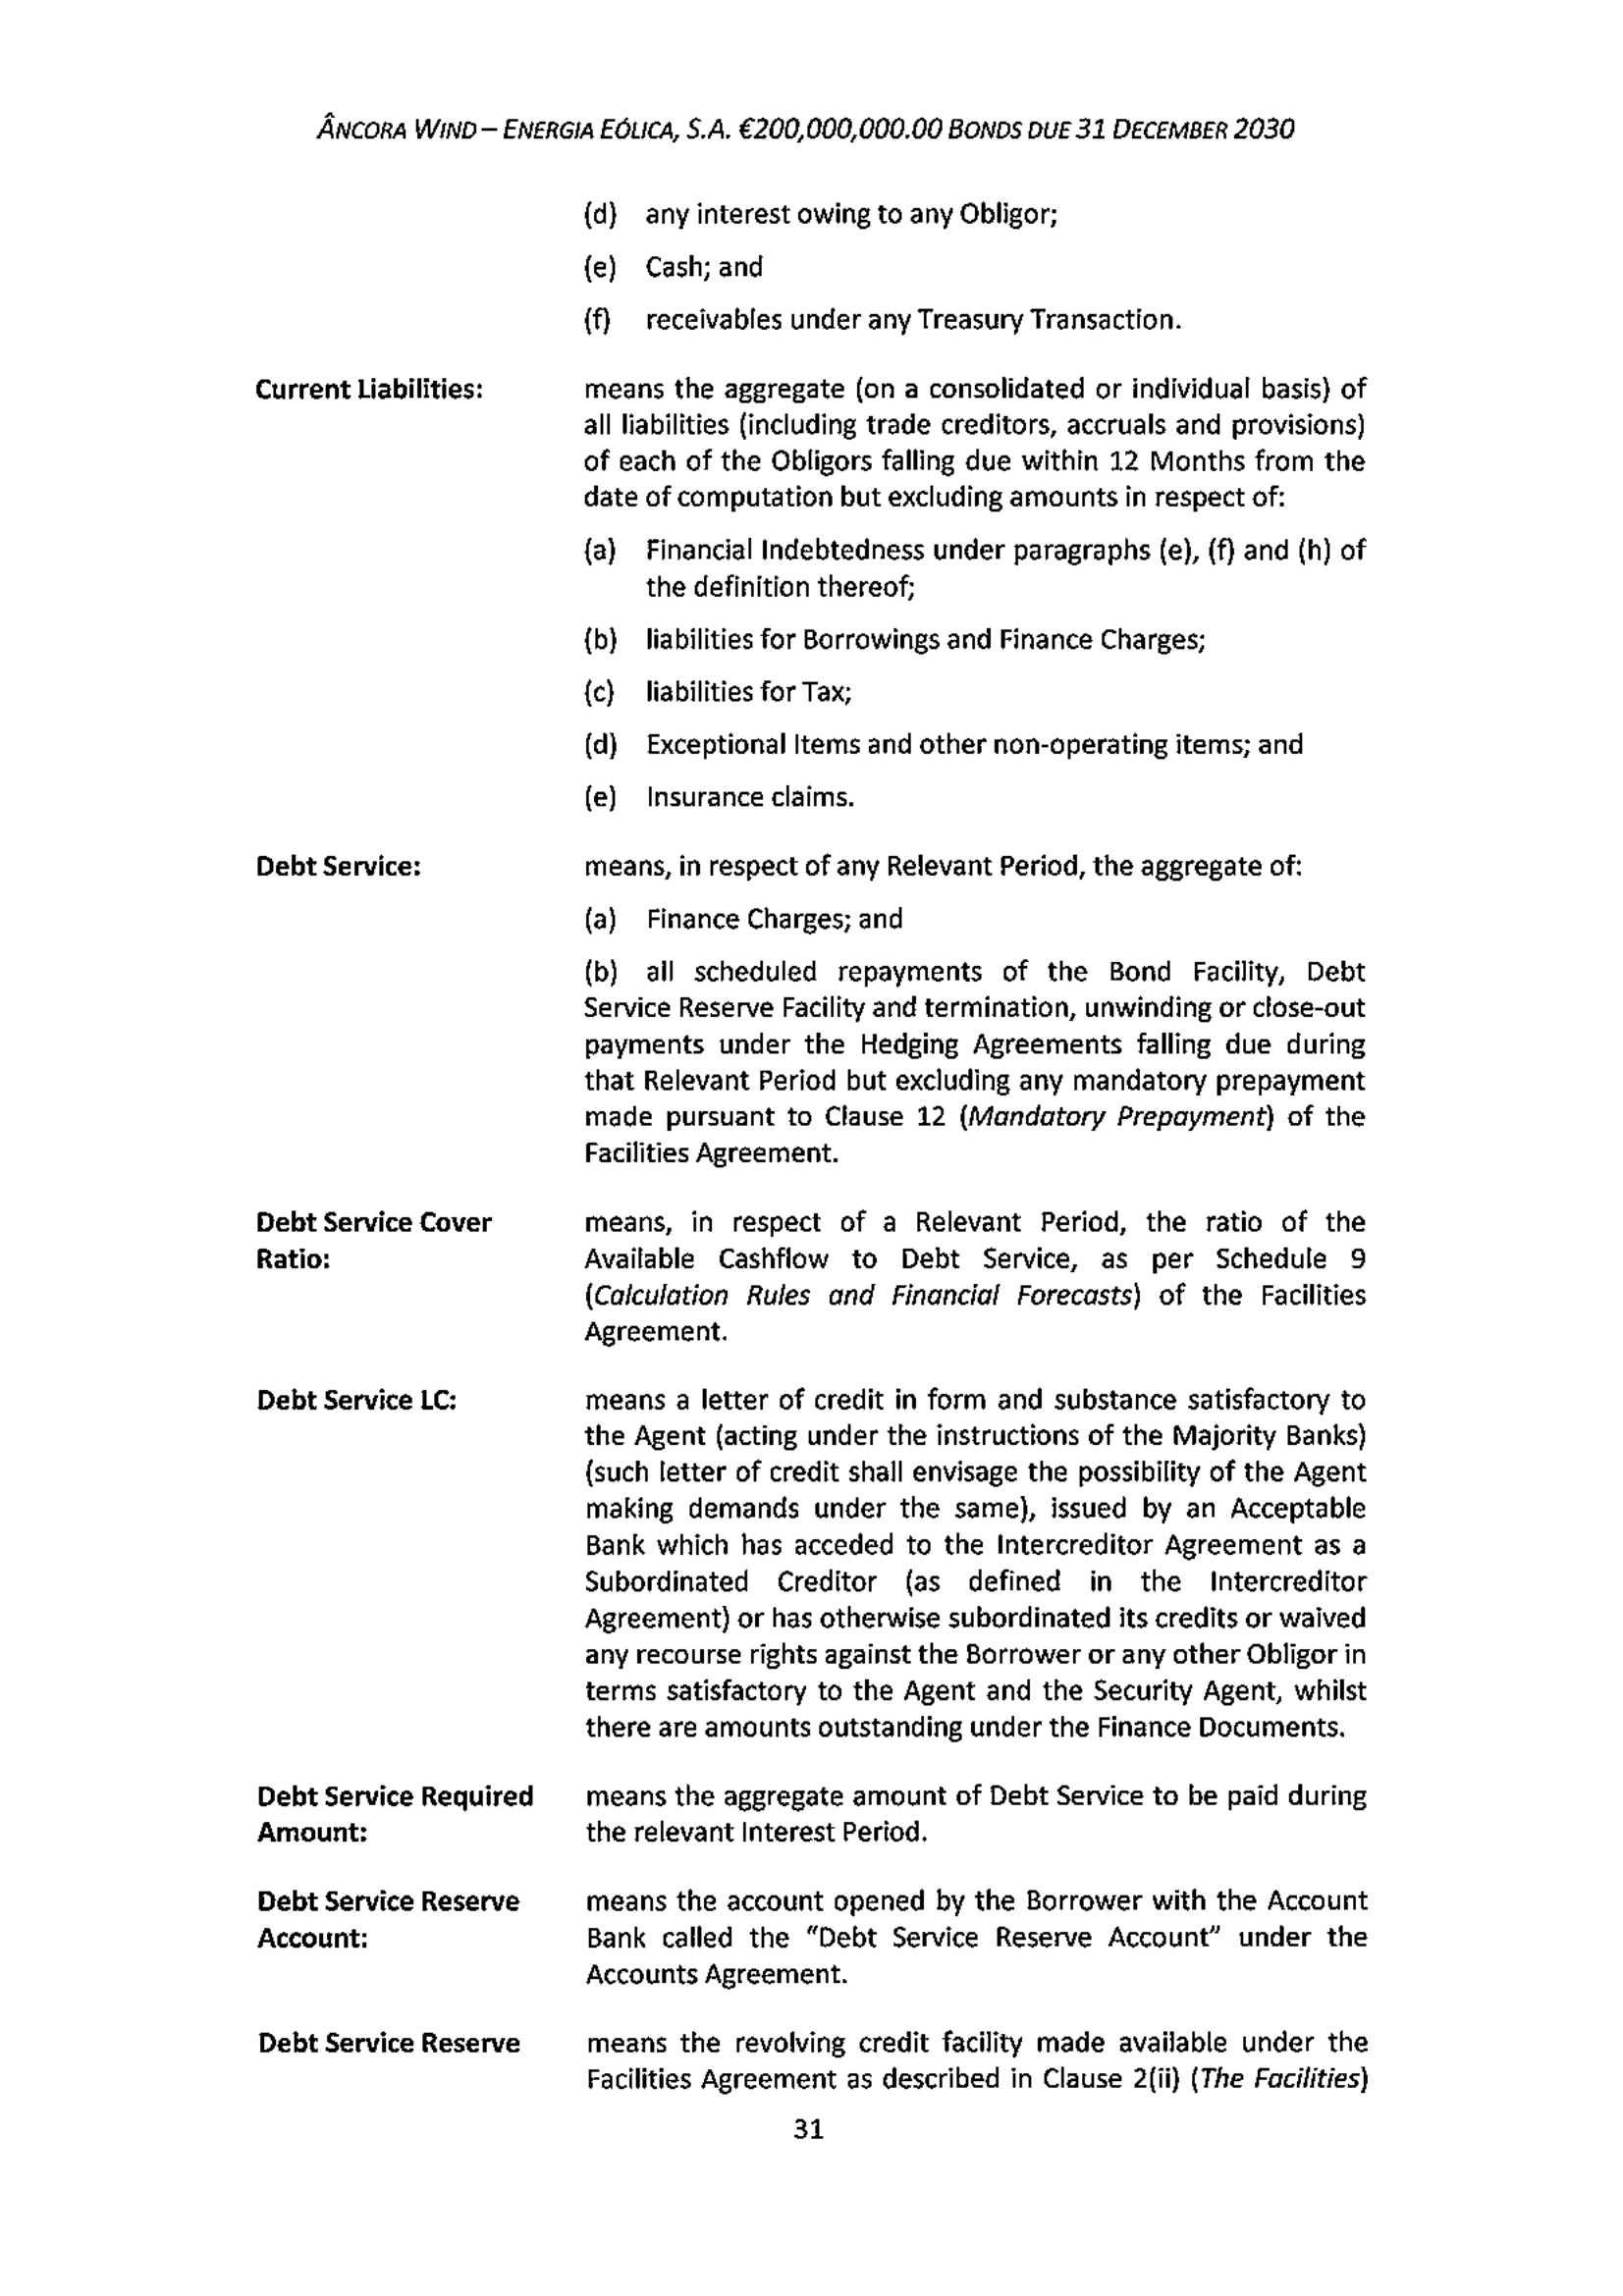 ÂNCORA WIND – ENERGIA EÓLICA, S.A. €200,000,000.00 BONDS DUE 31 DECEMBER 2030
(d) any interest owing to any Obligor;
(e) Cash; and
(f) receivables under any Treasury Transaction.
Current Liabilities: means the aggregate (on a consolidated or individual basis) of
all liabilities (including trade creditors, accruals and provisions)
of each of the Obligors falling due within 12 Months from the
date of computation but excluding amounts in respect of:
(a) Financial Indebtedness under paragraphs (e), (f) and (h) of
the definition thereof;
(b) liabilities for Borrowings and Finance Charges;
(c) liabilities for Tax;
(d) Exceptional Items and other non-operating items; and
(e) Insurance claims.
Debt Service: means, in respect of any Relevant Period, the aggregate of:
(a) Finance Charges; and
(b) all scheduled repayments of the Bond Facility, Debt
Service Reserve Facility and termination, unwinding or close-out
payments under the Hedging Agreements falling due during
that Relevant Period but excluding any mandatory prepayment
made pursuant to Clause 12 (Mandatory Prepayment) of the
Facilities Agreement.
Debt Service Cover means, in respect of a Relevant Period, the ratio of the
Ratio: Available Cashflow to Debt Service, as per Schedule 9
(Calculation Rules and Financial Forecasts) of the Facilities
Agreement.
Debt Service LC: means a letter of credit in form and substance satisfactory to
the Agent (acting under the instructions of the Majority Banks)
(such letter of credit shall envisage the possibility of the Agent
making demands under the same), issued by an Acceptable
Bank which has acceded to the Intercreditor Agreement as a
Subordinated Creditor (as defined in the Intercreditor
Agreement) or has otherwise subordinated its credits or waived
any recourse rights against the Borrower or any other Obligor in
terms satisfactory to the Agent and the Security Agent, whilst
there are amounts outstanding under the Finance Documents.
Debt Service Required means the aggregate amount of Debt Service to be paid during
Amount: the relevant Interest Period.
Debt Service Reserve means the account opened by the Borrower with the Account
Account: Bank called the "Debt Service Reserve Account" under the
Accounts Agreement.
Debt Service Reserve means the revolving credit facility made available under the
Facilities Agreement as described in Clause 2(ii) (The Facilities)
31